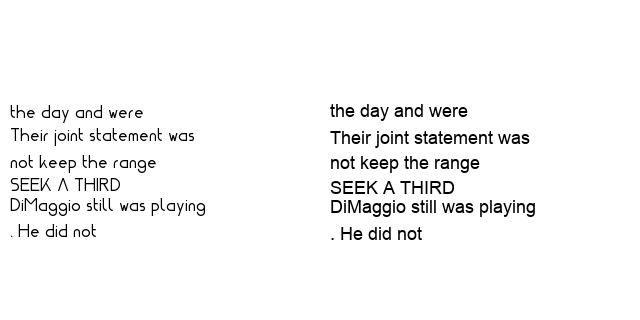 the day and were
Their joint statement was
not keep the range
SEEK A THIRD
DiMaggio still was playing
. He did not
the day and were
Their joint statement was
not keep the range
SEEK A THIRD
DiMaggio still was playing
. He did not